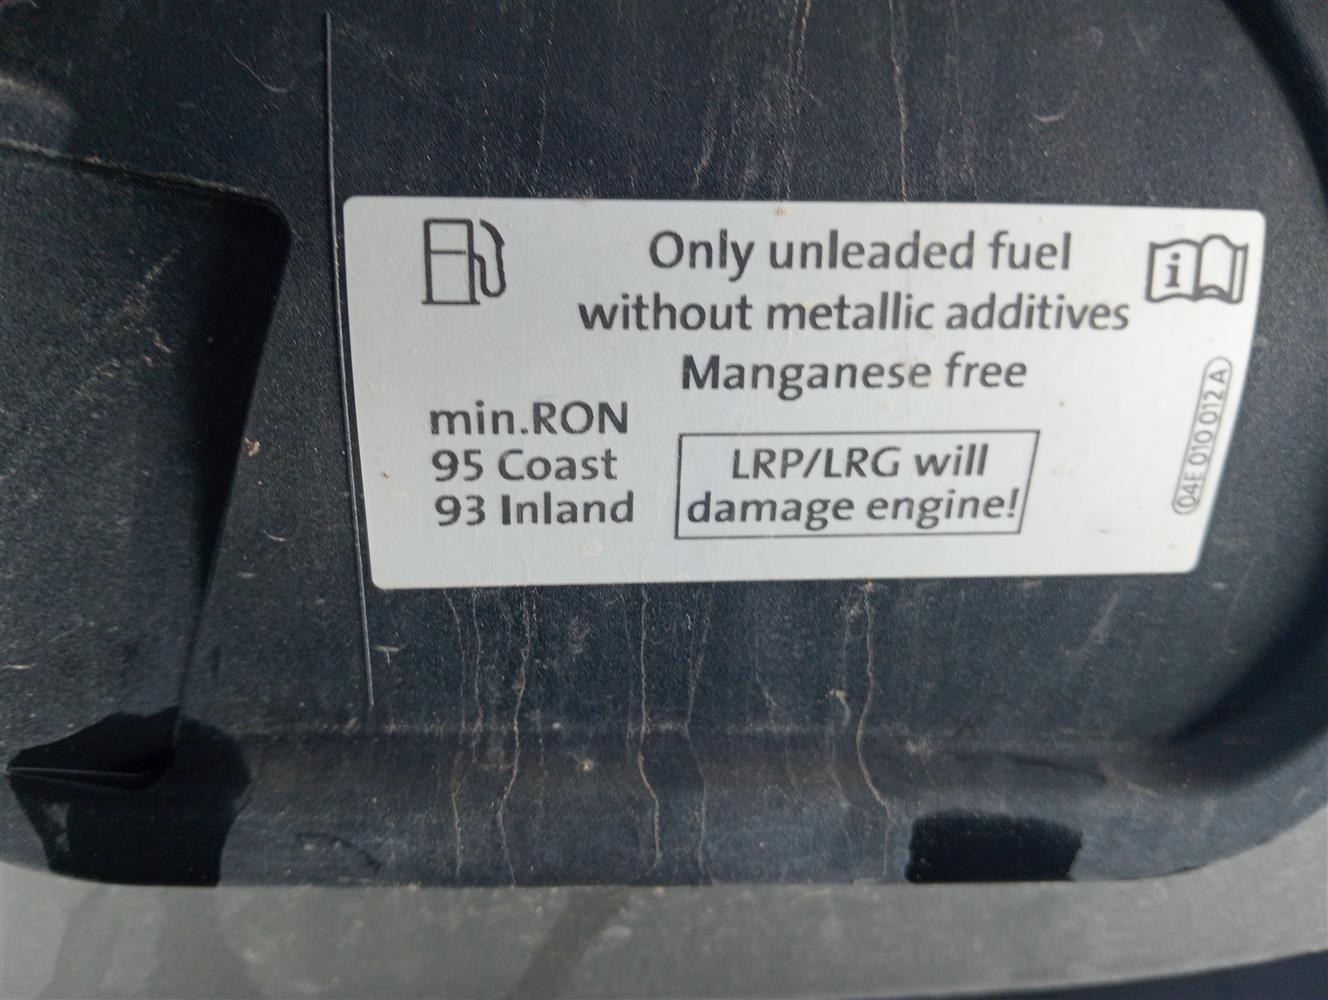 Only unleaded fuel
without metallic additives
Manganese free
min.RON
95 Coast
93 Inland
LRP/LRG will
damage engine!
i
04E 010 012 A